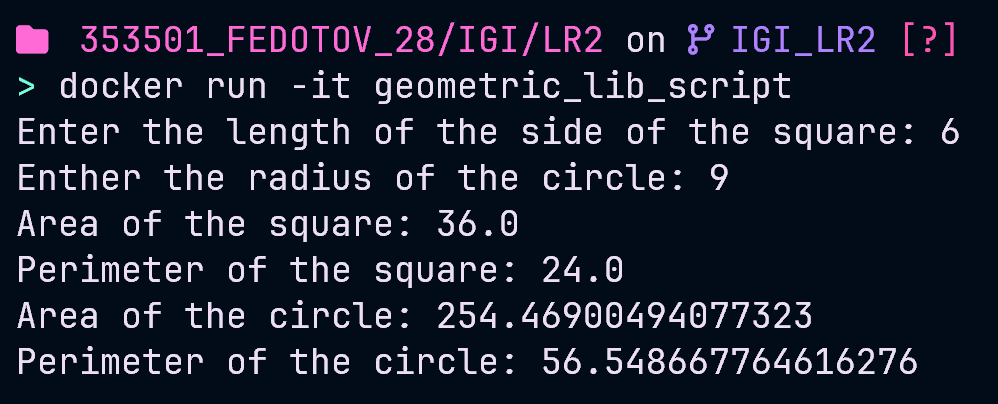 353501_FEDOTOV_28/IGI/LR2 on IGI_LR2 [?]
> docker run -it geometric_lib_script
Enter the length of the side of the square: 6
Enther the radius of the circle: 9
Area of the square: 36.0
Perimeter of the square: 24.0
Area of the circle: 254.46900494077323
Perimeter of the circle: 56.548667764616276